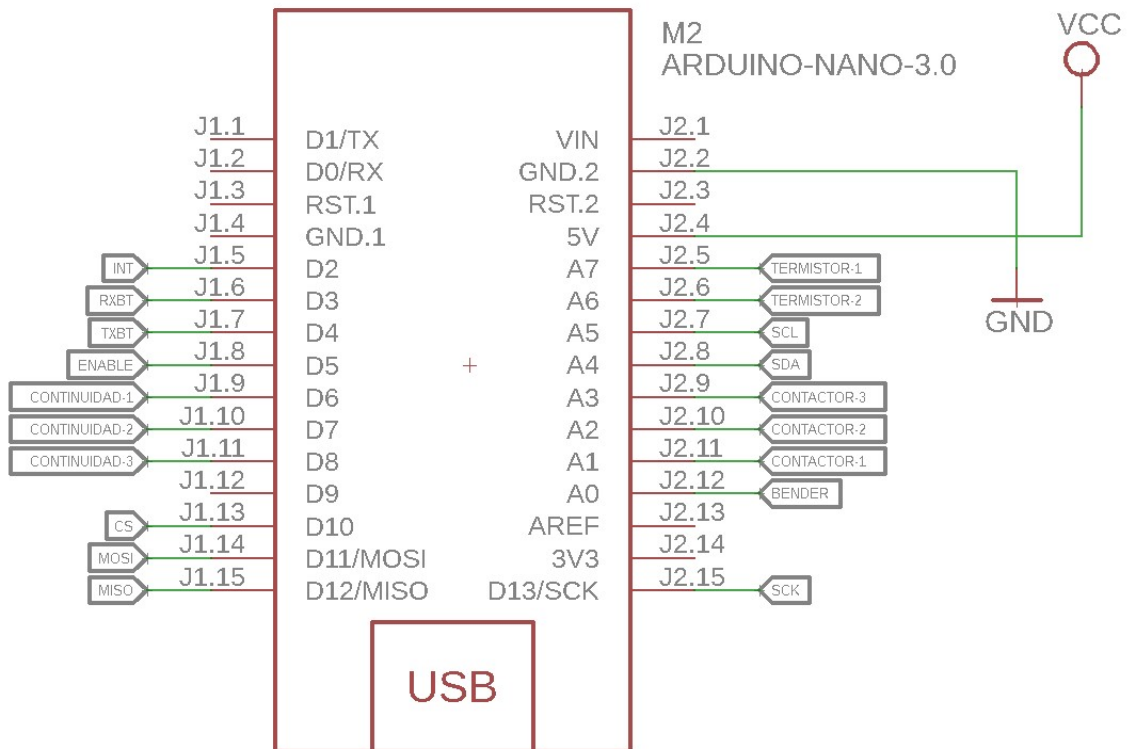 M2
ARDUINO-NANO-3.0
VCC
GND
J1.1 D1/TX VIN J2.1
J1.2 D0/RX GND.2 J2.2
J1.3 RST.1 RST.2 J2.3
J1.4 GND.1 5V J2.4
INT J1.5 D2 A7 J2.5 TERMISTOR-1
RXBT J1.6 D3 A6 J2.6 TERMISTOR-2
TXBT J1.7 D4 A5 J2.7 SCL
ENABLE J1.8 D5 A4 J2.8 SDA
CONTINUIDAD-1 J1.9 D6 A3 J2.9 CONTACTOR-3
CONTINUIDAD-2 J1.10 D7 A2 J2.10 CONTACTOR-2
CONTINUIDAD-3 J1.11 D8 A1 J2.11 CONTACTOR-1
J1.12 D9 A0 J2.12 BENDER
CS J1.13 D10 AREF J2.13
MOSI J1.14 D11/MOSI 3V3 J2.14
MISO J1.15 D12/MISO D13/SCK J2.15 SCK
USB